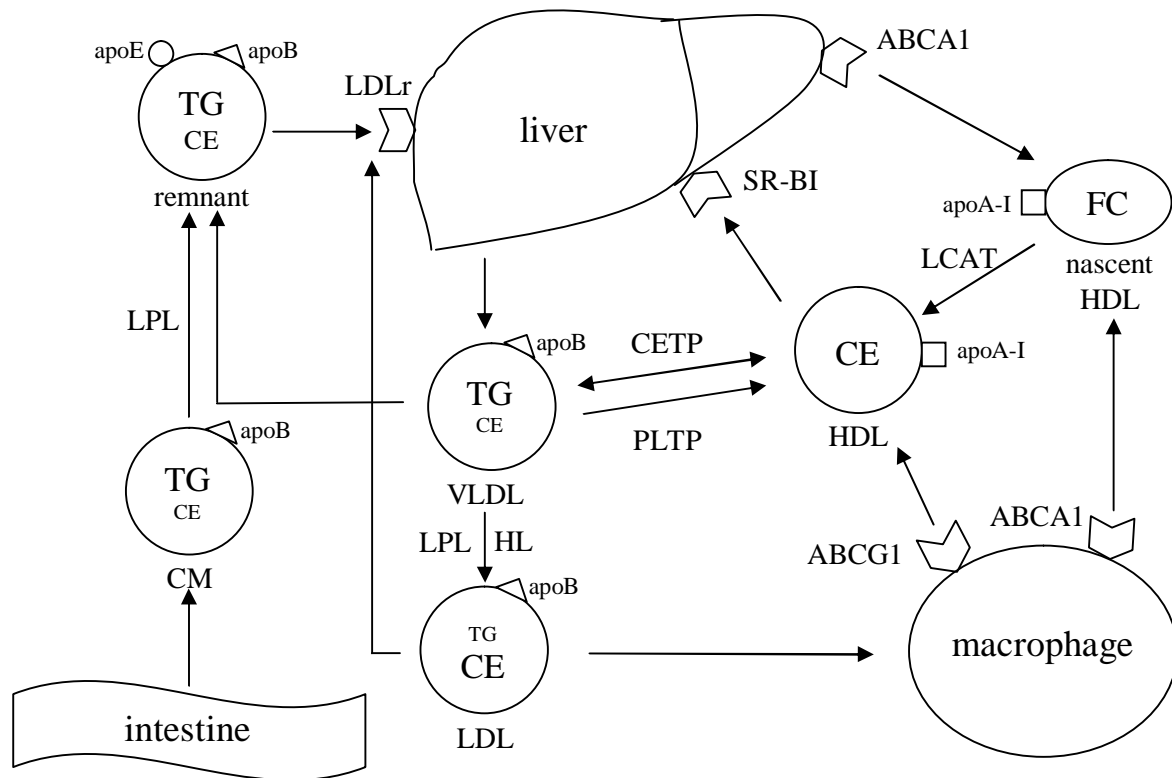 ABCA1
apoE
apoB
LDLr
TG
CE
liver
remnant
SR-BI
apoA-I
FC
LCAT
nascent
HDL
LPL
apoB
CETP
CE
apoA-I
TG
CE
PLTP
HDL
apoB
TG
CE
VLDL
ABCA1
LPL
HL
ABCG1
CM
apoB
TG
CE
macrophage
intestine
LDL